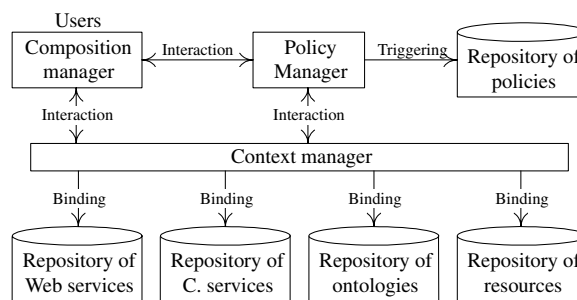 Users
Composition
manager
Interaction
Policy
Manager
Triggering
Repository of
policies
Interaction
Interaction
Context manager
Binding
Binding
Binding
Binding
Repository of
Web services
Repository of
C. services
Repository of
ontologies
Repository of
resources